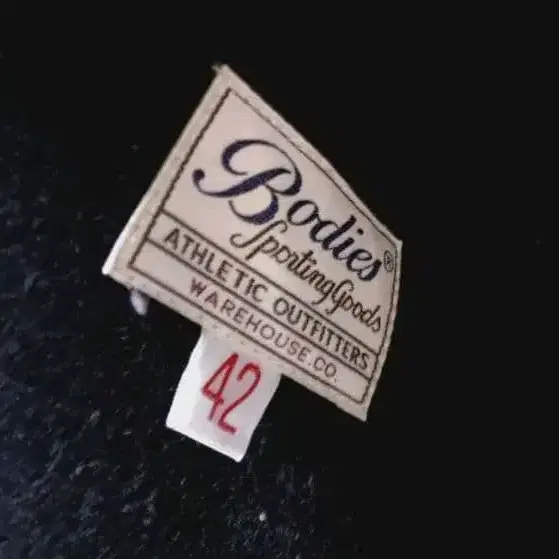 Bodies®
Sporting Goods
ATHLETIC OUTFITTERS
WAREHOUSE.CO.
42